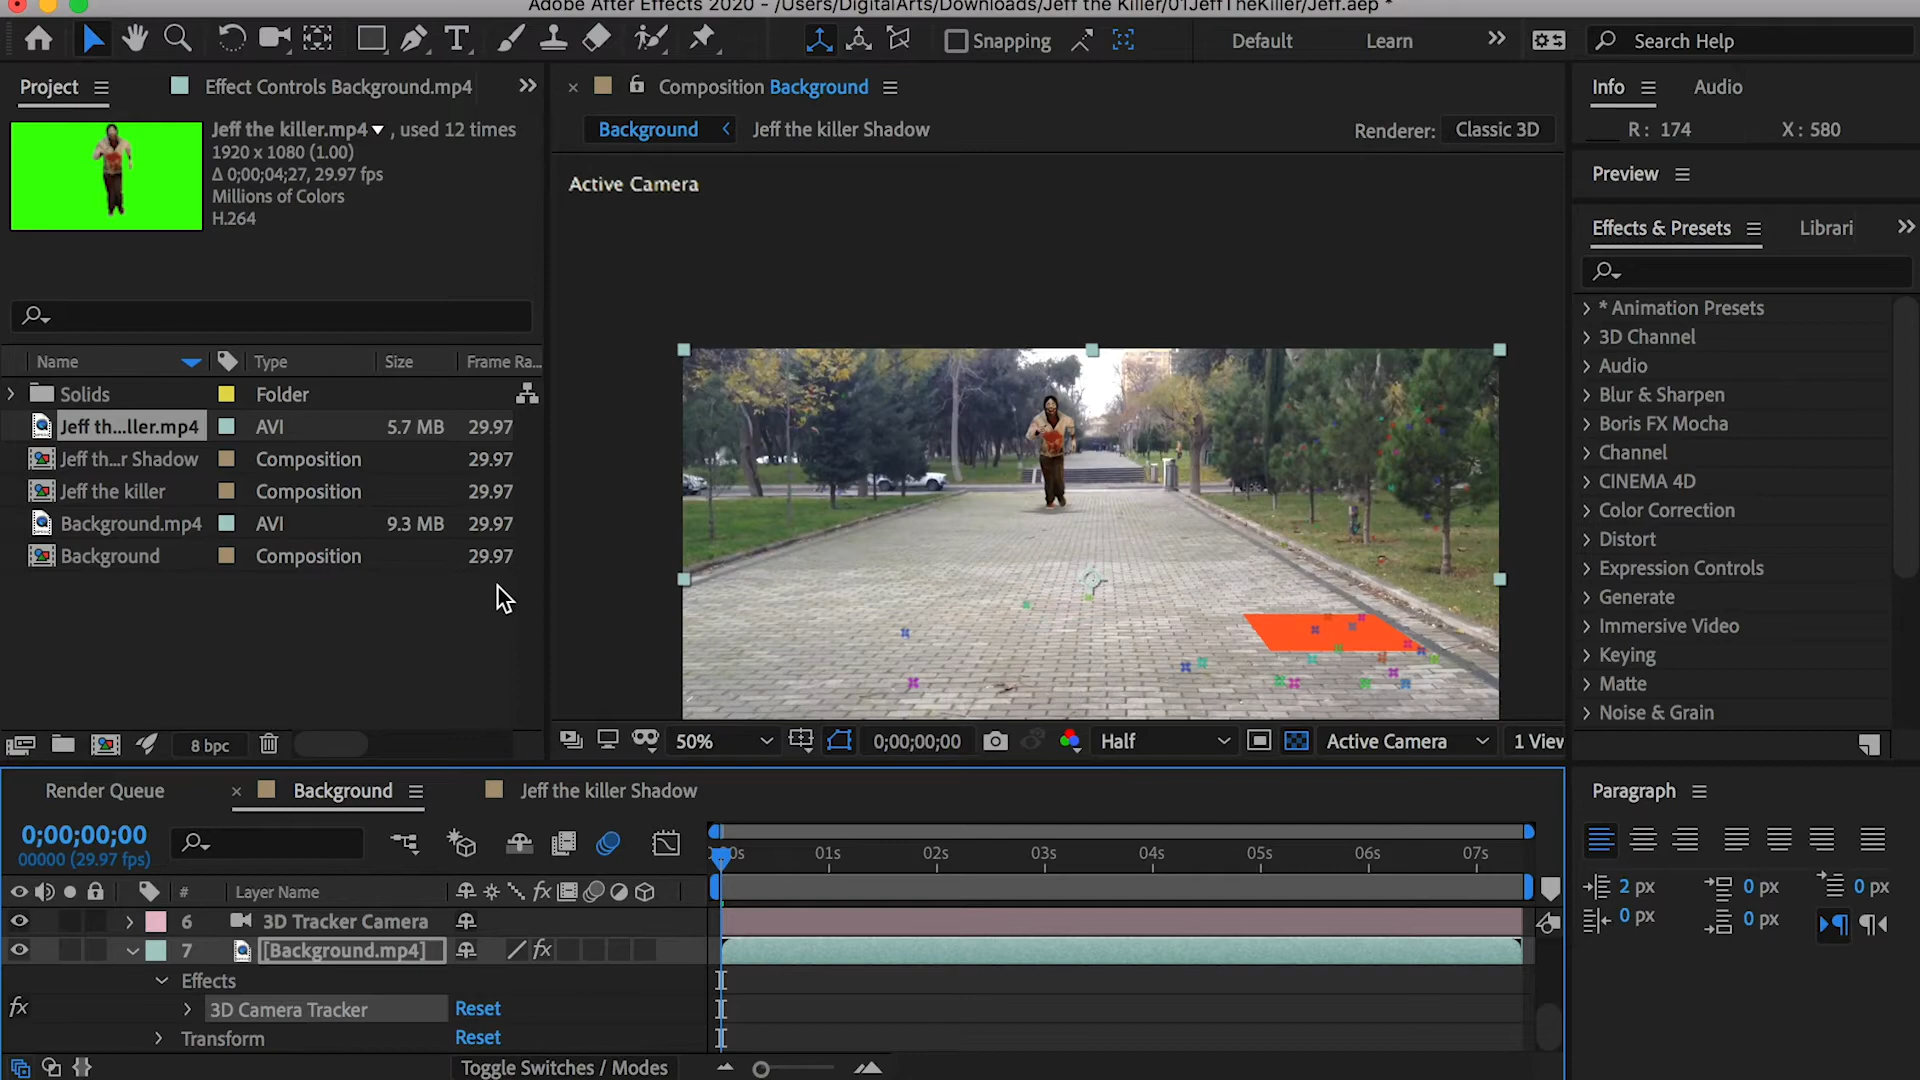 Adobe After Effects 2020 - /Users/DigitalArts/Downloads/Jeff the Killer/01JeffTheKiller/Jeff.aep *
Snapping
Default
Learn
Search Help
Project
Effect Controls Background.mp4
Composition Background
Info
Audio
Jeff the killer.mp4 , used 12 times
1920 x 1080 (1.00)
Δ 0;00;04;27, 29.97 fps
Millions of Colors
H.264
Background
Jeff the killer Shadow
Renderer: Classic 3D
R: 174
X: 580
Active Camera
Preview
Effects & Presets
Librari
Name Type Size Frame Ra...
Solids Folder
Jeff th...ller.mp4 AVI 5.7 MB 29.97
Jeff th...r Shadow Composition 29.97
Jeff the killer Composition 29.97
Background.mp4 AVI 9.3 MB 29.97
Background Composition 29.97
* Animation Presets
3D Channel
Audio
Blur & Sharpen
Boris FX Mocha
Channel
CINEMA 4D
Color Correction
Distort
Expression Controls
Generate
Immersive Video
Keying
Matte
Noise & Grain
8 bpc
50%
0;00;00;00
Half
Active Camera
1 View
Render Queue
Background
Jeff the killer Shadow
Paragraph
0;00;00;00
00000 (29.97 fps)
01s 02s 03s 04s 05s 06s 07s
# Layer Name fx
6 3D Tracker Camera
7 [Background.mp4] fx
Effects
fx 3D Camera Tracker Reset
Transform Reset
Toggle Switches / Modes
2 px 0 px 0 px
0 px 0 px